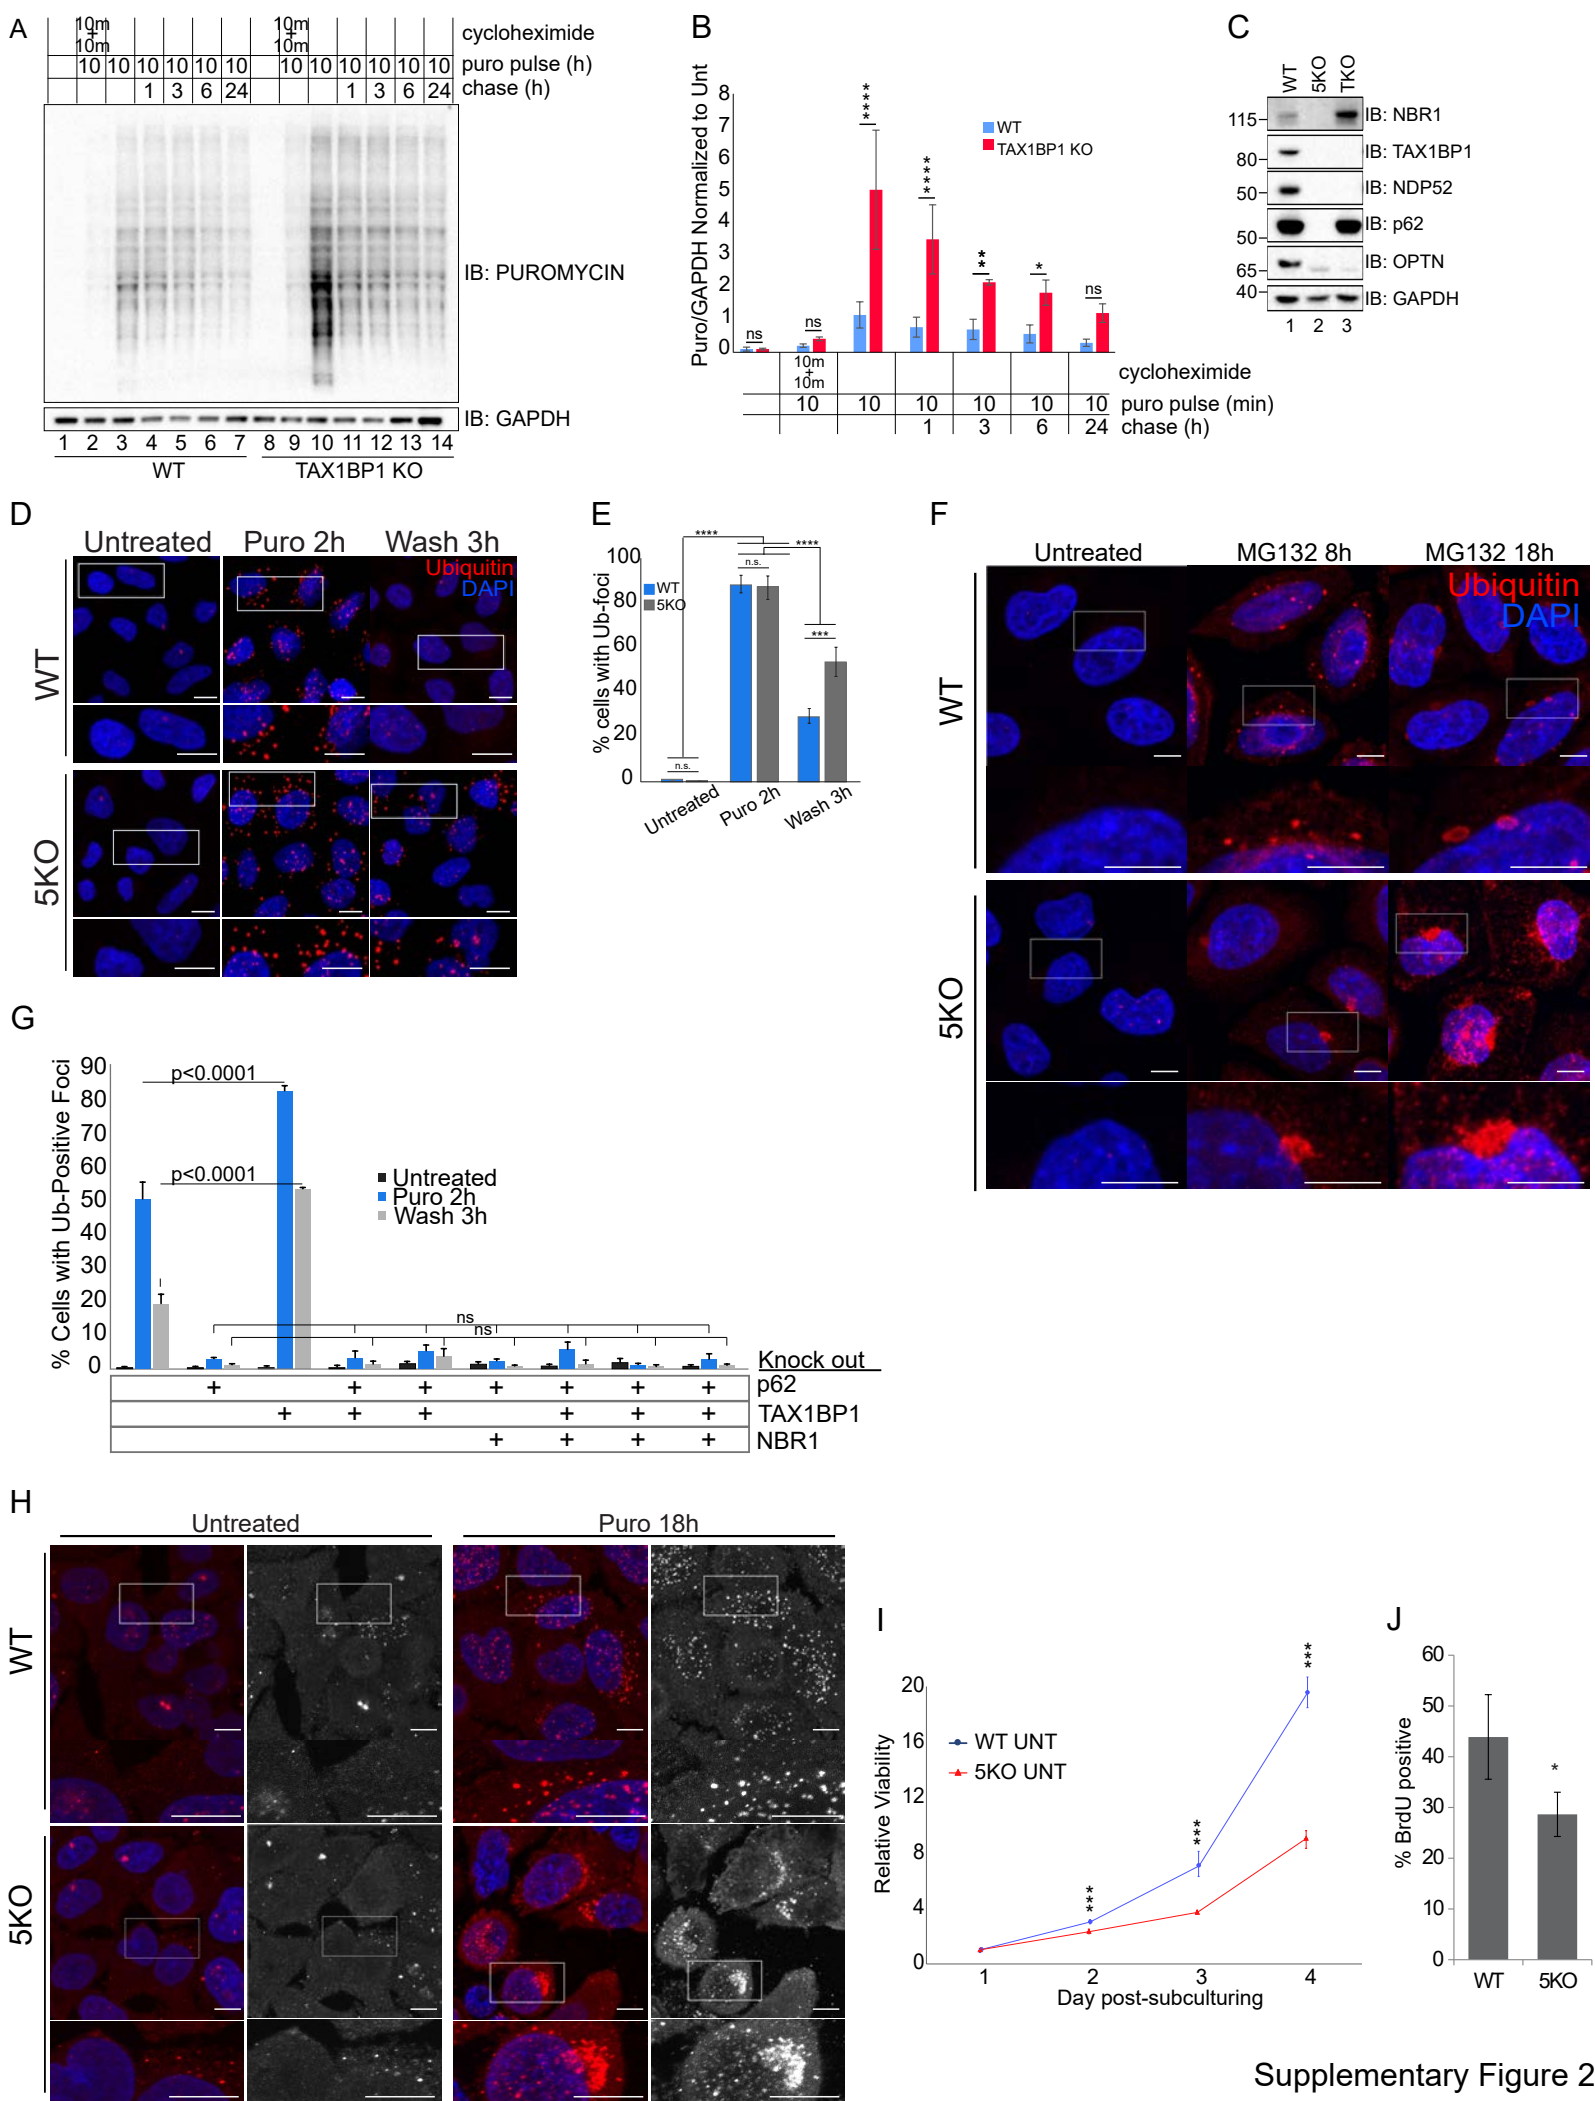 A
10m 10m cycloheximide
+ +
10m 10m
10 10 10 10 10 10 10 10 10 10 10 10 puro pulse (h)
1 3 6 24 1 3 6 24 chase (h)
IB: PUROMYCIN
IB: GAPDH
1 2 3 4 5 6 7 8 9 10 11 12 13 14
WT TAX1BP1 KO
B
Puro/GAPDH Normalized to Unt
8
7
6
5
4
3
2
1
0
WT
TAX1BP1 KO
ns ns **** **** ** * ns
10m
+
10m
cycloheximide
10 10 10 10 10 10 puro pulse (min)
1 3 6 24 chase (h)
C
WT 5KO TKO
115 IB: NBR1
80 IB: TAX1BP1
50 IB: NDP52
50 IB: p62
65 IB: OPTN
40 IB: GAPDH
1 2 3
D
Untreated Puro 2h Wash 3h
Ubiquitin
DAPI
WT
5KO
E
% cells with Ub-foci
100
80
60
40
20
0
WT
5KO
****
****
n.s.
***
n.s.
Untreated Puro 2h Wash 3h
F
Untreated MG132 8h MG132 18h
Ubiquitin
DAPI
WT
5KO
G
% Cells with Ub-Positive Foci
90
80
70
60
50
40
30
20
10
0
p<0.0001
p<0.0001
Untreated
Puro 2h
Wash 3h
ns
ns
Knock out
+ + + + + + + p62
+ + + + + + TAX1BP1
+ + + + NBR1
H
Untreated Puro 18h
WT
5KO
I
Relative Viability
20
16
12
8
4
0
WT UNT
5KO UNT
*** *** ***
1 2 3 4
Day post-subculturing
J
% BrdU positive
60
50
40
30
20
10
0
*
WT 5KO
Supplementary Figure 2